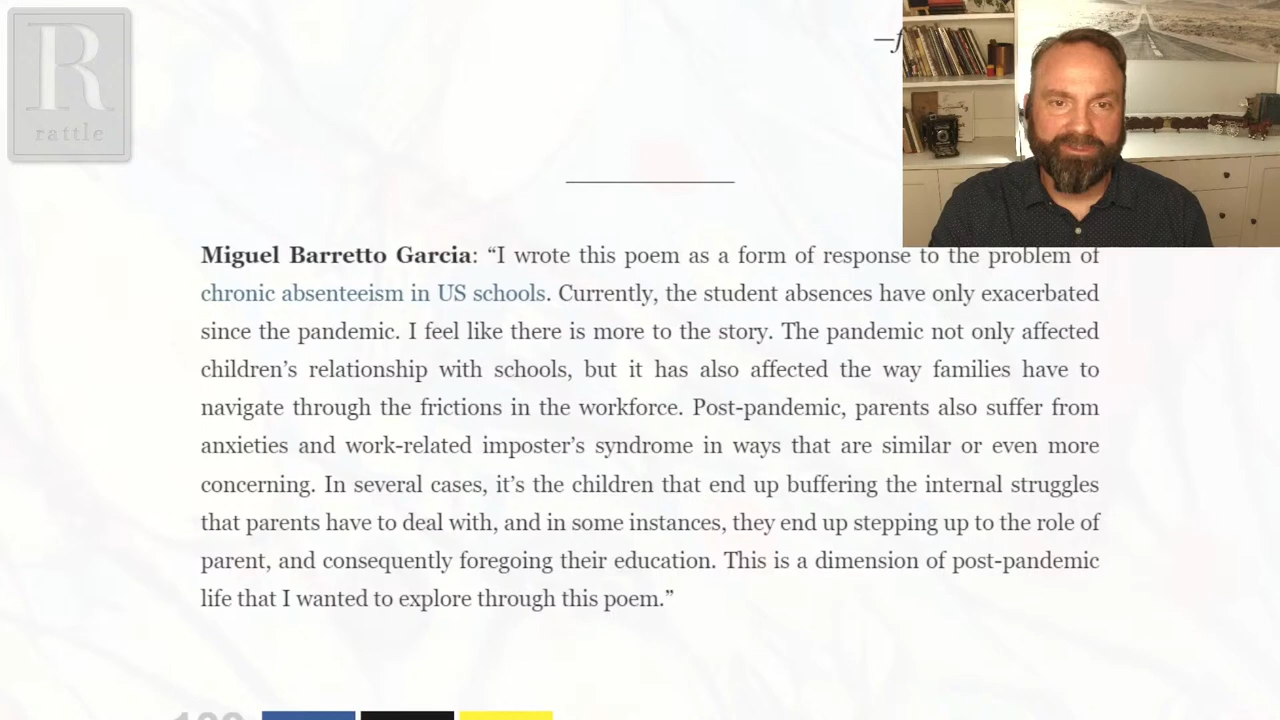 R
rattle
Miguel Barretto Garcia: “I wrote this poem as a form of response to the problem of
chronic absenteeism in US schools. Currently, the student absences have only exacerbated
since the pandemic. I feel like there is more to the story. The pandemic not only affected
children’s relationship with schools, but it has also affected the way families have to
navigate through the frictions in the workforce. Post-pandemic, parents also suffer from
anxieties and work-related imposter’s syndrome in ways that are similar or even more
concerning. In several cases, it’s the children that end up buffering the internal struggles
that parents have to deal with, and in some instances, they end up stepping up to the role of
parent, and consequently foregoing their education. This is a dimension of post-pandemic
life that I wanted to explore through this poem.”